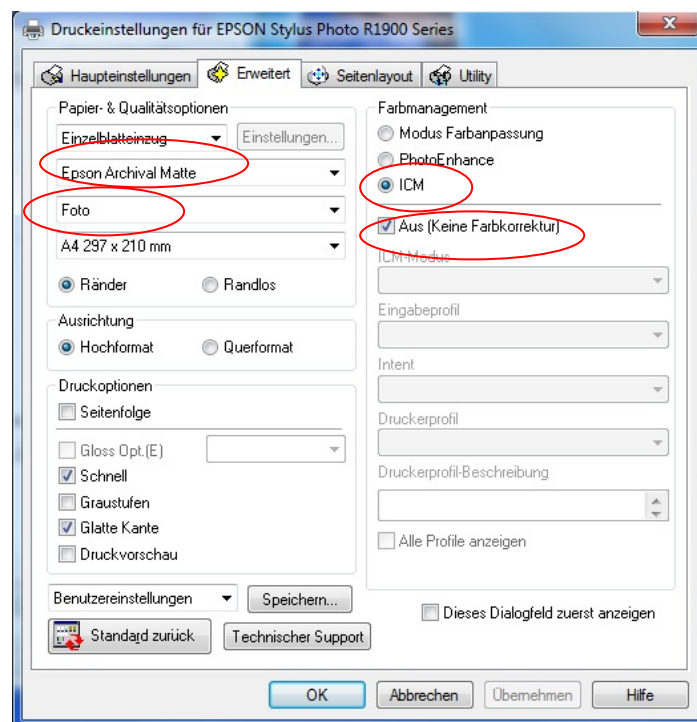 Druckeinstellungen für EPSON Stylus Photo R1900 Series
Haupteinstellungen Erweitert Seitenlayout Utility
Papier- & Qualitätsoptionen
Einzelblatteinzug Einstellungen...
Epson Archival Matte
Foto
A4 297 x 210 mm
Ränder Randlos
Ausrichtung
Hochformat Querformat
Druckoptionen
Seitenfolge
Gloss Opt.(E)
Schnell
Graustufen
Glatte Kante
Druckvorschau
Farbmanagement
Modus Farbanpassung
PhotoEnhance
ICM
Aus (Keine Farbkorrektur)
ICM-Modus
Eingabeprofil
Intent
Druckerprofil
Druckerprofil-Beschreibung
Alle Profile anzeigen
Benutzereinstellungen Speichern...
Dieses Dialogfeld zuerst anzeigen
Standard zurück Technischer Support
OK Abbrechen Übernehmen Hilfe